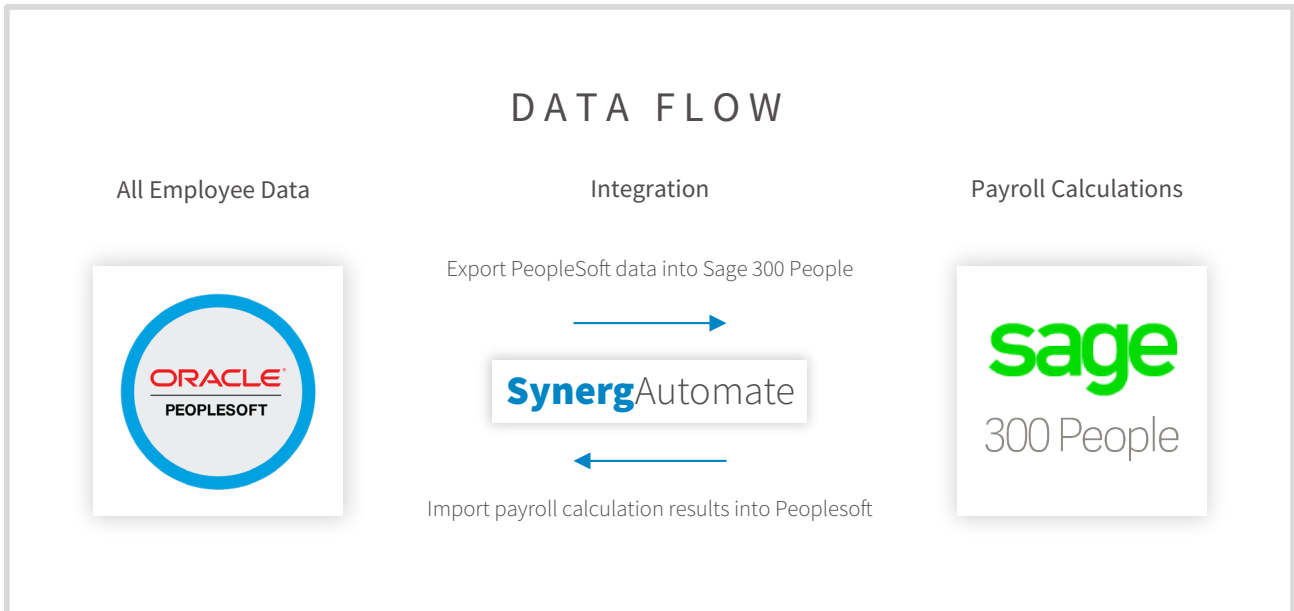 DATA FLOW
All Employee Data
Integration
Payroll Calculations
Export PeopleSoft data into Sage 300 People
ORACLE®
PEOPLESOFT
SynergAutomate
sage
300 People
Import payroll calculation results into Peoplesoft